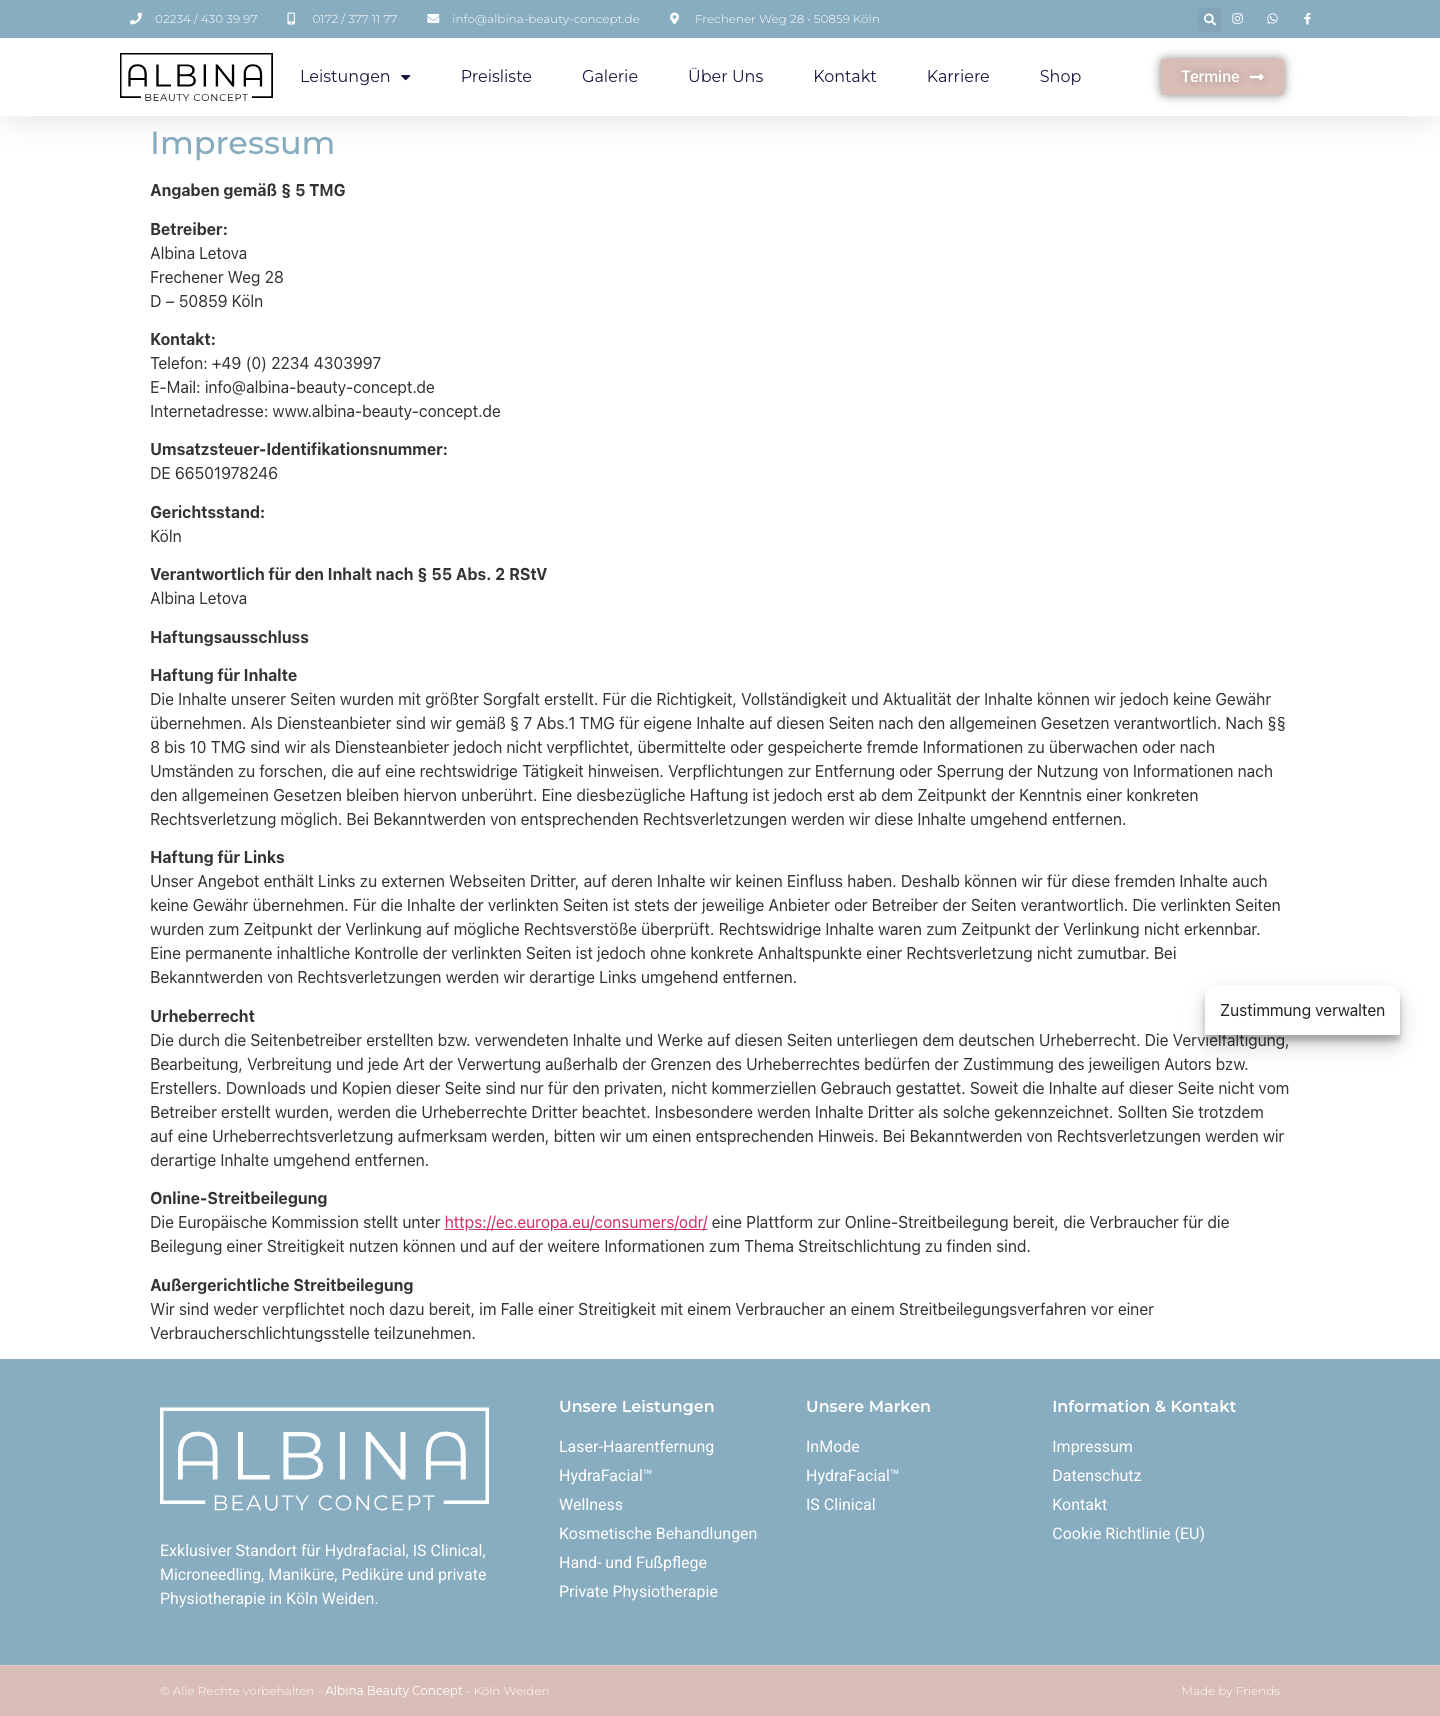 02234 / 430 39 97 0172 / 377 11 77 info@albina-beauty-concept.de Frechener Weg 28 · 50859 Köln
ALBINA
BEAUTY CONCEPT
Leistungen Preisliste Galerie Über Uns Kontakt Karriere Shop Termine
Impressum
Angaben gemäß § 5 TMG
Betreiber:
Albina Letova
Frechener Weg 28
D – 50859 Köln
Kontakt:
Telefon: +49 (0) 2234 4303997
E-Mail: info@albina-beauty-concept.de
Internetadresse: www.albina-beauty-concept.de
Umsatzsteuer-Identifikationsnummer:
DE 66501978246
Gerichtsstand:
Köln
Verantwortlich für den Inhalt nach § 55 Abs. 2 RStV
Albina Letova
Haftungsausschluss
Haftung für Inhalte
Die Inhalte unserer Seiten wurden mit größter Sorgfalt erstellt. Für die Richtigkeit, Vollständigkeit und Aktualität der Inhalte können wir jedoch keine Gewähr
übernehmen. Als Diensteanbieter sind wir gemäß § 7 Abs.1 TMG für eigene Inhalte auf diesen Seiten nach den allgemeinen Gesetzen verantwortlich. Nach §§
8 bis 10 TMG sind wir als Diensteanbieter jedoch nicht verpflichtet, übermittelte oder gespeicherte fremde Informationen zu überwachen oder nach
Umständen zu forschen, die auf eine rechtswidrige Tätigkeit hinweisen. Verpflichtungen zur Entfernung oder Sperrung der Nutzung von Informationen nach
den allgemeinen Gesetzen bleiben hiervon unberührt. Eine diesbezügliche Haftung ist jedoch erst ab dem Zeitpunkt der Kenntnis einer konkreten
Rechtsverletzung möglich. Bei Bekanntwerden von entsprechenden Rechtsverletzungen werden wir diese Inhalte umgehend entfernen.
Haftung für Links
Unser Angebot enthält Links zu externen Webseiten Dritter, auf deren Inhalte wir keinen Einfluss haben. Deshalb können wir für diese fremden Inhalte auch
keine Gewähr übernehmen. Für die Inhalte der verlinkten Seiten ist stets der jeweilige Anbieter oder Betreiber der Seiten verantwortlich. Die verlinkten Seiten
wurden zum Zeitpunkt der Verlinkung auf mögliche Rechtsverstöße überprüft. Rechtswidrige Inhalte waren zum Zeitpunkt der Verlinkung nicht erkennbar.
Eine permanente inhaltliche Kontrolle der verlinkten Seiten ist jedoch ohne konkrete Anhaltspunkte einer Rechtsverletzung nicht zumutbar. Bei
Bekanntwerden von Rechtsverletzungen werden wir derartige Links umgehend entfernen.
Zustimmung verwalten
Urheberrecht
Die durch die Seitenbetreiber erstellten bzw. verwendeten Inhalte und Werke auf diesen Seiten unterliegen dem deutschen Urheberrecht. Die Vervielfältigung,
Bearbeitung, Verbreitung und jede Art der Verwertung außerhalb der Grenzen des Urheberrechtes bedürfen der Zustimmung des jeweiligen Autors bzw.
Erstellers. Downloads und Kopien dieser Seite sind nur für den privaten, nicht kommerziellen Gebrauch gestattet. Soweit die Inhalte auf dieser Seite nicht vom
Betreiber erstellt wurden, werden die Urheberrechte Dritter beachtet. Insbesondere werden Inhalte Dritter als solche gekennzeichnet. Sollten Sie trotzdem
auf eine Urheberrechtsverletzung aufmerksam werden, bitten wir um einen entsprechenden Hinweis. Bei Bekanntwerden von Rechtsverletzungen werden wir
derartige Inhalte umgehend entfernen.
Online-Streitbeilegung
Die Europäische Kommission stellt unter https://ec.europa.eu/consumers/odr/ eine Plattform zur Online-Streitbeilegung bereit, die Verbraucher für die
Beilegung einer Streitigkeit nutzen können und auf der weitere Informationen zum Thema Streitschlichtung zu finden sind.
Außergerichtliche Streitbeilegung
Wir sind weder verpflichtet noch dazu bereit, im Falle einer Streitigkeit mit einem Verbraucher an einem Streitbeilegungsverfahren vor einer
Verbraucherschlichtungsstelle teilzunehmen.
ALBINA
BEAUTY CONCEPT
Exklusiver Standort für Hydrafacial, IS Clinical,
Microneedling, Maniküre, Pediküre und private
Physiotherapie in Köln Weiden.
Unsere Leistungen
Laser-Haarentfernung
HydraFacial™
Wellness
Kosmetische Behandlungen
Hand- und Fußpflege
Private Physiotherapie
Unsere Marken
InMode
HydraFacial™
IS Clinical
Information & Kontakt
Impressum
Datenschutz
Kontakt
Cookie Richtlinie (EU)
© Alle Rechte vorbehalten - Albina Beauty Concept - Köln Weiden
Made by Friends